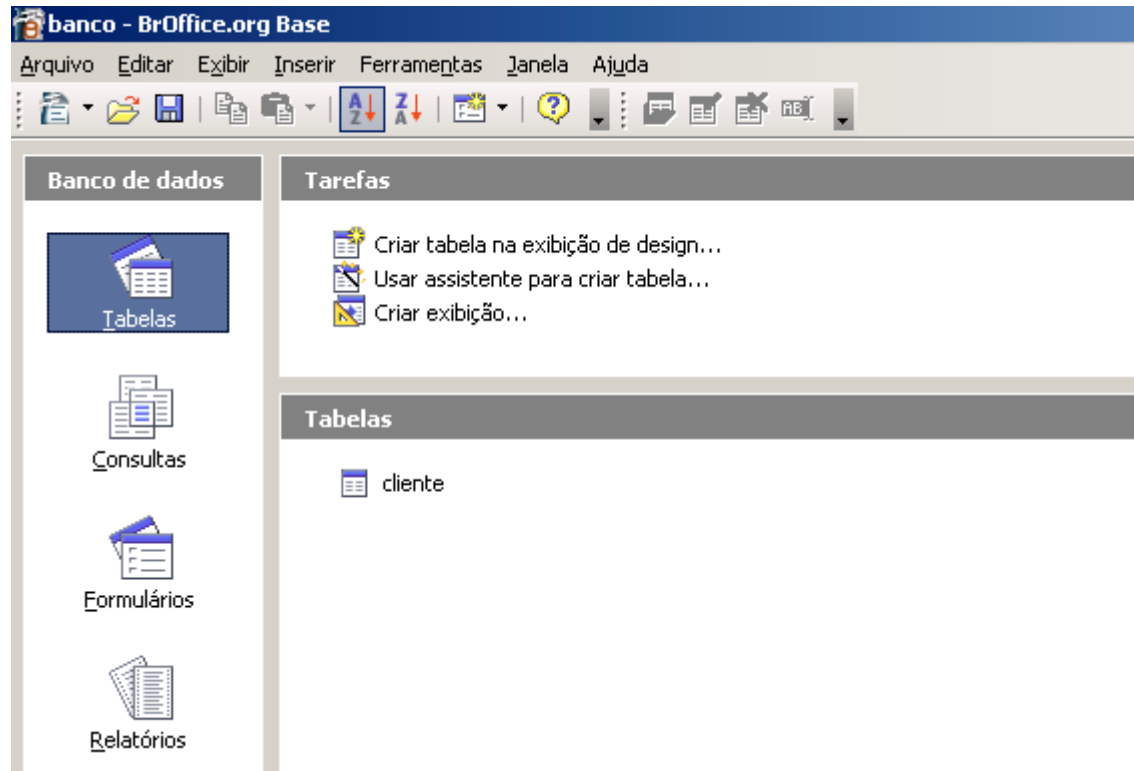 banco - BrOffice.org Base
Arquivo Editar Exibir Inserir Ferramentas Janela Ajuda
Banco de dados
Tabelas
Consultas
Formulários
Relatórios
Tarefas
Criar tabela na exibição de design...
Usar assistente para criar tabela...
Criar exibição...
Tabelas
cliente